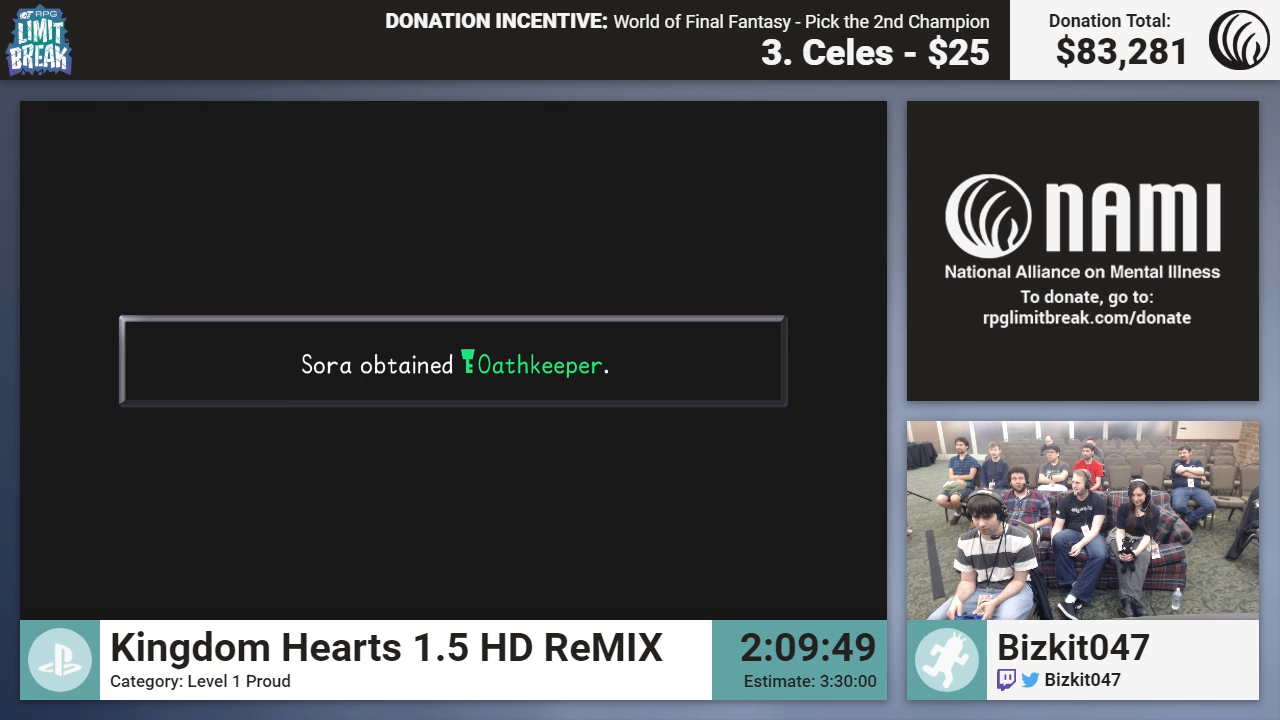 RPG
LIMIT
BREAK
DONATION INCENTIVE: World of Final Fantasy - Pick the 2nd Champion
3. Celes - $25
Donation Total:
$83,281
Sora obtained Oathkeeper.
NAMI
National Alliance on Mental Illness
To donate, go to:
rpglimitbreak.com/donate
Kingdom Hearts 1.5 HD ReMIX
Category: Level 1 Proud
2:09:49
Estimate: 3:30:00
Bizkit047
Bizkit047